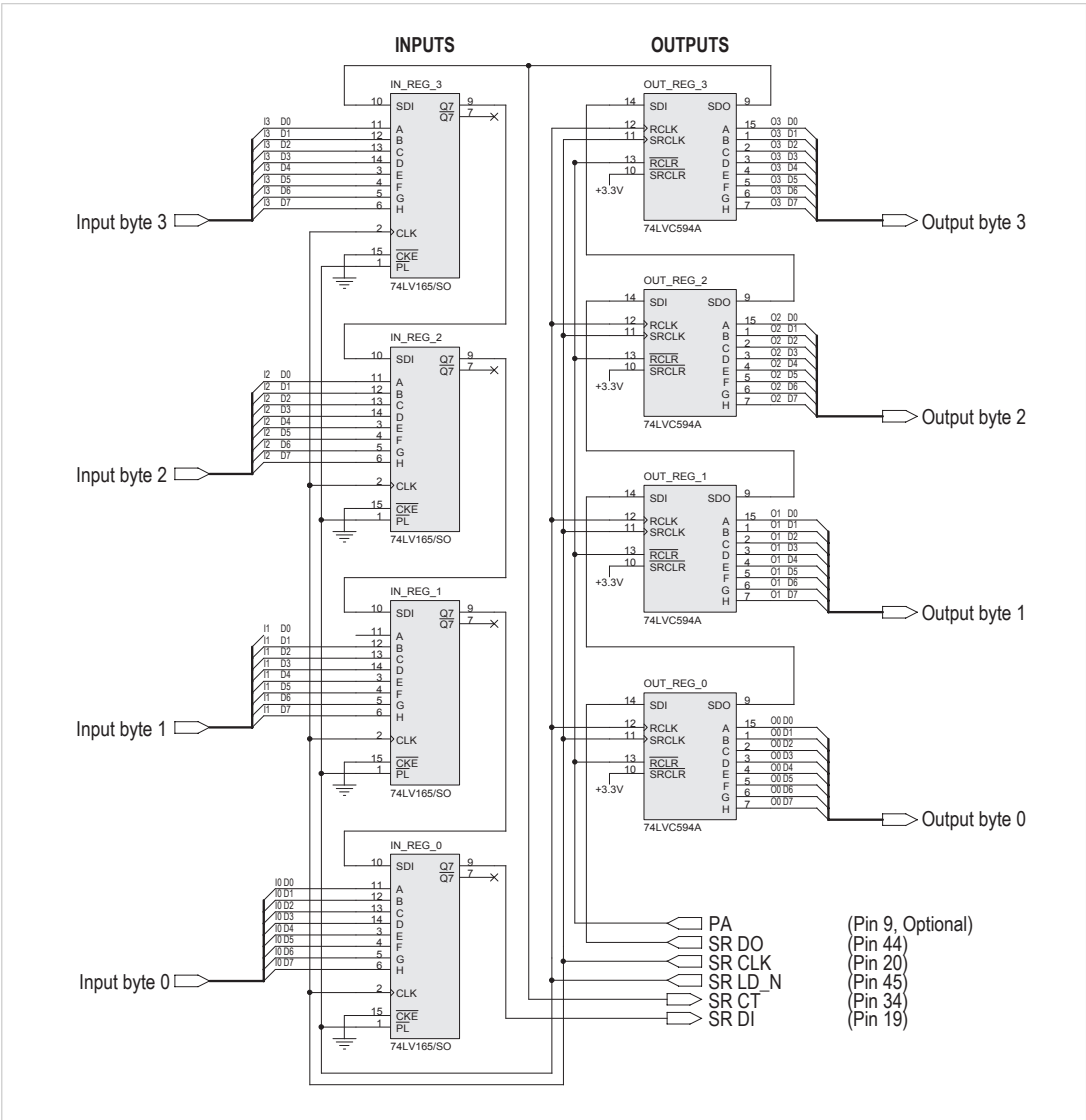 INPUTS
OUTPUTS
IN_REG_3
10 SDI Q7 9
Q7 7
I3 D0 11 A
I3 D1 12 B
I3 D2 13 C
I3 D3 14 D
I3 D4 3 E
I3 D5 4 F
I3 D6 5 G
I3 D7 6 H
Input byte 3
2 CLK
15 CKE
1 PL
74LV165/SO
IN_REG_2
10 SDI Q7 9
Q7 7
I2 D0 11 A
I2 D1 12 B
I2 D2 13 C
I2 D3 14 D
I2 D4 3 E
I2 D5 4 F
I2 D6 5 G
I2 D7 6 H
Input byte 2
2 CLK
15 CKE
1 PL
74LV165/SO
IN_REG_1
10 SDI Q7 9
Q7 7
I1 D0 11 A
I1 D1 12 B
I1 D2 13 C
I1 D3 14 D
I1 D4 3 E
I1 D5 4 F
I1 D6 5 G
I1 D7 6 H
Input byte 1
2 CLK
15 CKE
1 PL
74LV165/SO
IN_REG_0
10 SDI Q7 9
Q7 7
I0 D0 11 A
I0 D1 12 B
I0 D2 13 C
I0 D3 14 D
I0 D4 3 E
I0 D5 4 F
I0 D6 5 G
I0 D7 6 H
Input byte 0
2 CLK
15 CKE
1 PL
74LV165/SO
OUT_REG_3
14 SDI SDO 9
12 RCLK A 15 O3 D0
11 SRCLK B 1 O3 D1
C 2 O3 D2
13 RCLR D 3 O3 D3
10 SRCLR E 4 O3 D4
+3.3V F 5 O3 D5
G 6 O3 D6
H 7 O3 D7
Output byte 3
74LVC594A
OUT_REG_2
14 SDI SDO 9
12 RCLK A 15 O2 D0
11 SRCLK B 1 O2 D1
C 2 O2 D2
13 RCLR D 3 O2 D3
10 SRCLR E 4 O2 D4
+3.3V F 5 O2 D5
G 6 O2 D6
H 7 O2 D7
Output byte 2
74LVC594A
OUT_REG_1
14 SDI SDO 9
12 RCLK A 15 O1 D0
11 SRCLK B 1 O1 D1
C 2 O1 D2
13 RCLR D 3 O1 D3
10 SRCLR E 4 O1 D4
+3.3V F 5 O1 D5
G 6 O1 D6
H 7 O1 D7
Output byte 1
74LVC594A
OUT_REG_0
14 SDI SDO 9
12 RCLK A 15 O0 D0
11 SRCLK B 1 O0 D1
C 2 O0 D2
13 RCLR D 3 O0 D3
10 SRCLR E 4 O0 D4
+3.3V F 5 O0 D5
G 6 O0 D6
H 7 O0 D7
Output byte 0
74LVC594A
PA (Pin 9, Optional)
SR DO (Pin 44)
SR CLK (Pin 20)
SR LD_N (Pin 45)
SR CT (Pin 34)
SR DI (Pin 19)